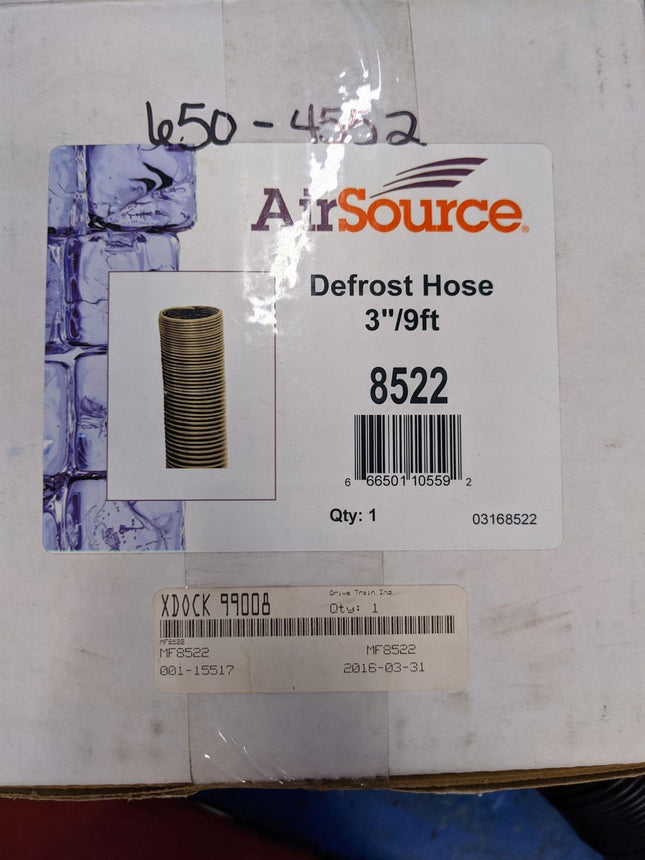 650-4552
AirSource®
Defrost Hose
3"/9ft
8522
6 66501 10559 2
Qty: 1
03168522
XDOCK 99008
Drive Train Ind.
Qty: 1
MF8522
MF8522
MF8522
001-15517
2016-03-31